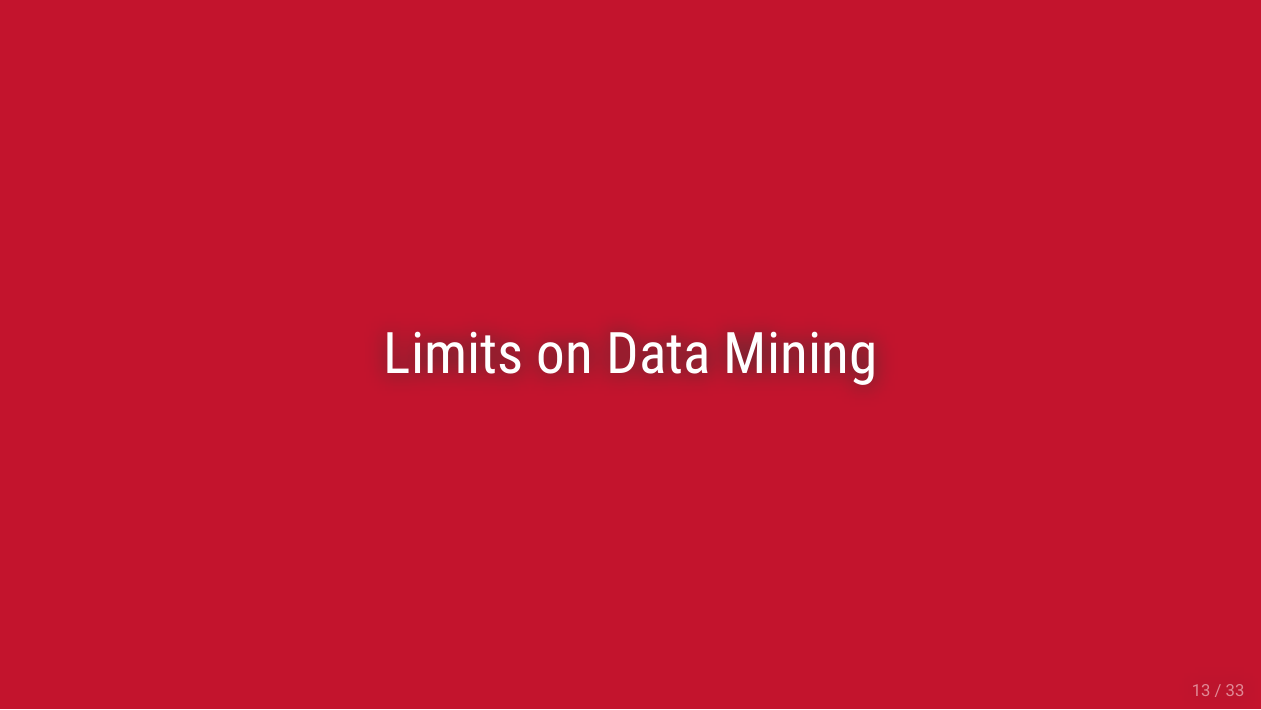 Limits on Data Mining
13 / 33